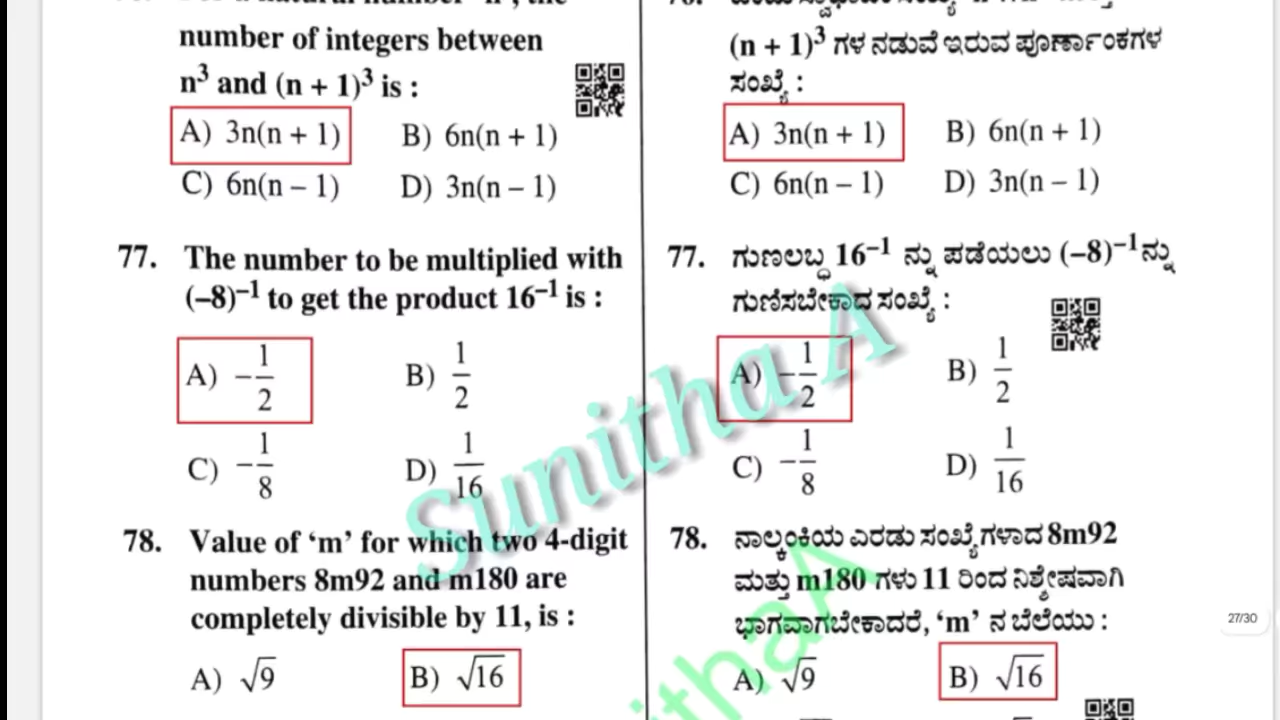 number of integers between
n³ and (n + 1)³ is :
A) 3n(n + 1) B) 6n(n + 1)
C) 6n(n – 1) D) 3n(n – 1)
77. The number to be multiplied with
(–8)⁻¹ to get the product 16⁻¹ is :
A) –1/2 B) 1/2
C) –1/8 D) 1/16
78. Value of ‘m’ for which two 4-digit
numbers 8m92 and m180 are
completely divisible by 11, is :
A) √9 B) √16
(n + 1)³ ಗಳ ನಡುವೆ ಇರುವ ಪೂರ್ಣಾಂಕಗಳ
ಸಂಖ್ಯೆ :
A) 3n(n + 1) B) 6n(n + 1)
C) 6n(n – 1) D) 3n(n – 1)
77. ಗುಣಲಬ್ಧ 16⁻¹ ನ್ನು ಪಡೆಯಲು (–8)⁻¹ನ್ನು
ಗುಣಿಸಬೇಕಾದ ಸಂಖ್ಯೆ :
A) –1/2 B) 1/2
C) –1/8 D) 1/16
78. ನಾಲ್ಕಂಕಿಯ ಎರಡು ಸಂಖ್ಯೆಗಳಾದ 8m92
ಮತ್ತು m180 ಗಳು 11 ರಿಂದ ನಿಶ್ಶೇಷವಾಗಿ
ಭಾಗವಾಗಬೇಕಾದರೆ, ‘m’ ನ ಬೆಲೆಯು :
A) √9 B) √16
Sunitha A
27/30